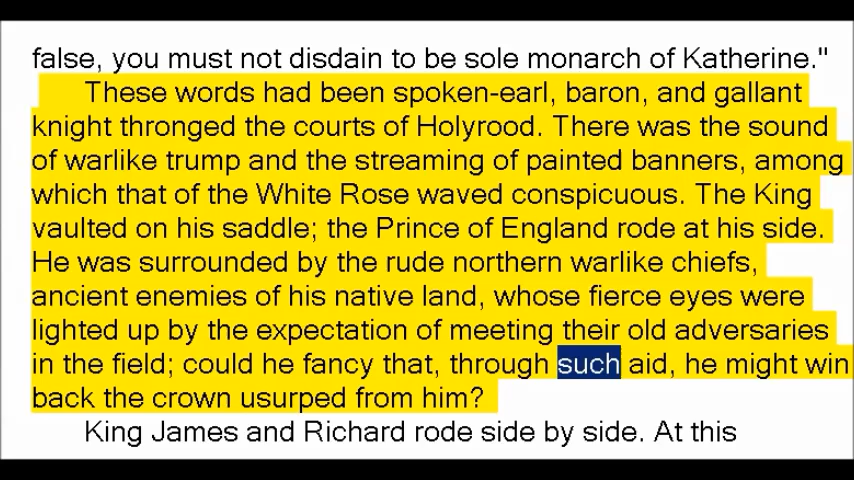 false, you must not disdain to be sole monarch of Katherine."
These words had been spoken-earl, baron, and gallant
knight thronged the courts of Holyrood. There was the sound
of warlike trump and the streaming of painted banners, among
which that of the White Rose waved conspicuous. The King
vaulted on his saddle; the Prince of England rode at his side.
He was surrounded by the rude northern warlike chiefs,
ancient enemies of his native land, whose fierce eyes were
lighted up by the expectation of meeting their old adversaries
in the field; could he fancy that, through such aid, he might win
back the crown usurped from him?
King James and Richard rode side by side. At this